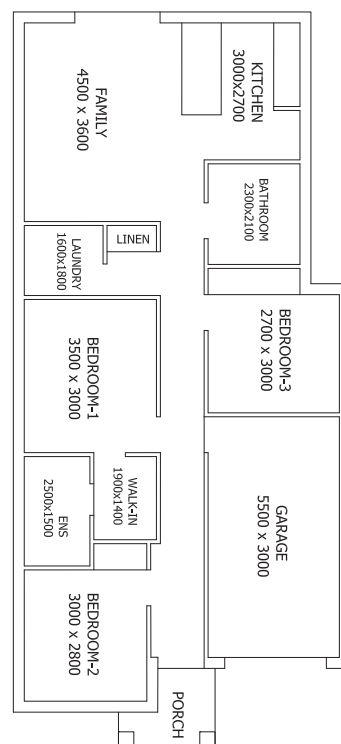 KITCHEN
3000x2700
FAMILY
4500 x 3600
BATHROOM
2300x2100
LINEN
LAUNDRY
1600x1800
BEDROOM-3
2700 x 3000
BEDROOM-1
3500 x 3000
WALK-IN
1900x1400
ENS
2500x1500
GARAGE
5500 x 3000
BEDROOM-2
3000 x 2800
PORCH